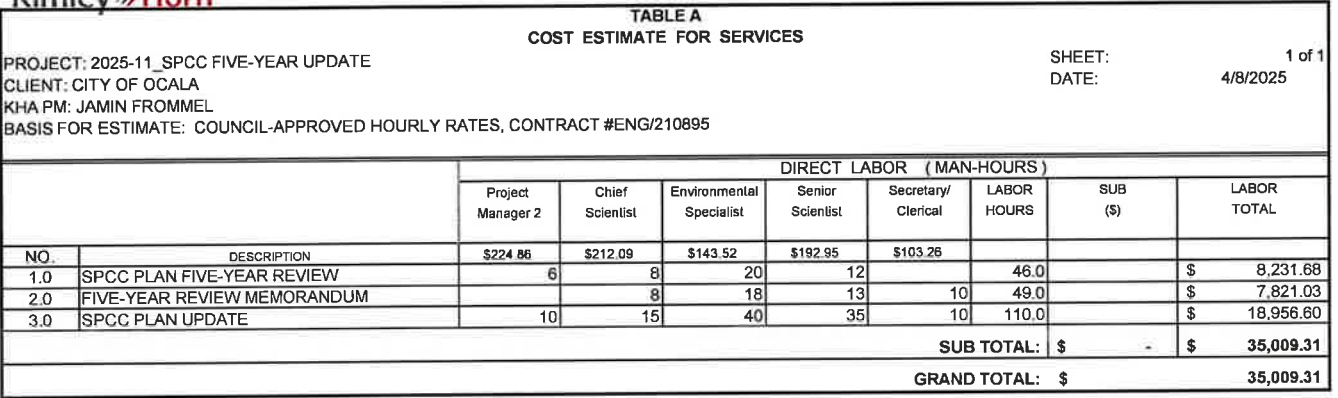 TABLE A
COST ESTIMATE FOR SERVICES
PROJECT: 2025-11_SPCC FIVE-YEAR UPDATE SHEET: 1 of 1
CLIENT: CITY OF OCALA DATE: 4/8/2025
KHA PM: JAMIN FROMMEL
BASIS FOR ESTIMATE: COUNCIL-APPROVED HOURLY RATES, CONTRACT #ENG/210895
DIRECT LABOR (MAN-HOURS)
Project Chief Environmental Senior Secretary/ LABOR SUB LABOR
Manager 2 Scientist Specialist Scientist Clerical HOURS ($) TOTAL
NO. DESCRIPTION $224.86 $212.09 $143.52 $192.95 $103.26
1.0 SPCC PLAN FIVE-YEAR REVIEW 6 8 20 12 46.0 $ 8,231.68
2.0 FIVE-YEAR REVIEW MEMORANDUM 8 18 13 10 49.0 $ 7,821.03
3.0 SPCC PLAN UPDATE 10 15 40 35 10 110.0 $ 18,956.60
SUB TOTAL: $ - $ 35,009.31
GRAND TOTAL: $ 35,009.31